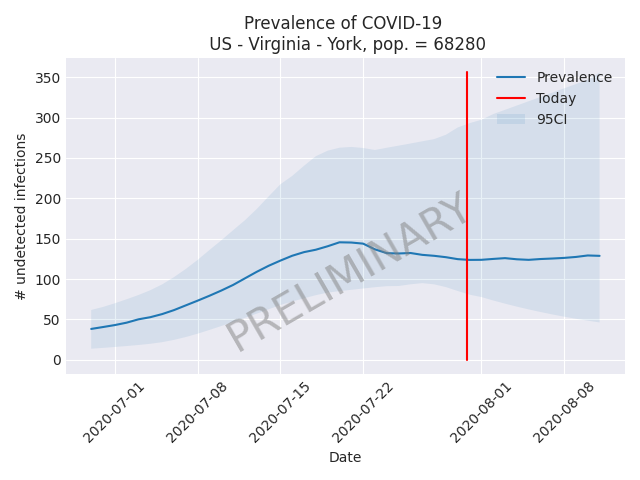 Prevalence of COVID-19
US - Virginia - York, pop. = 68280
Prevalence
Today
95CI
# undetected infections
350
300
250
200
150
100
50
0
PRELIMINARY
2020-07-01
2020-07-08
2020-07-15
2020-07-22
2020-08-01
2020-08-08
Date